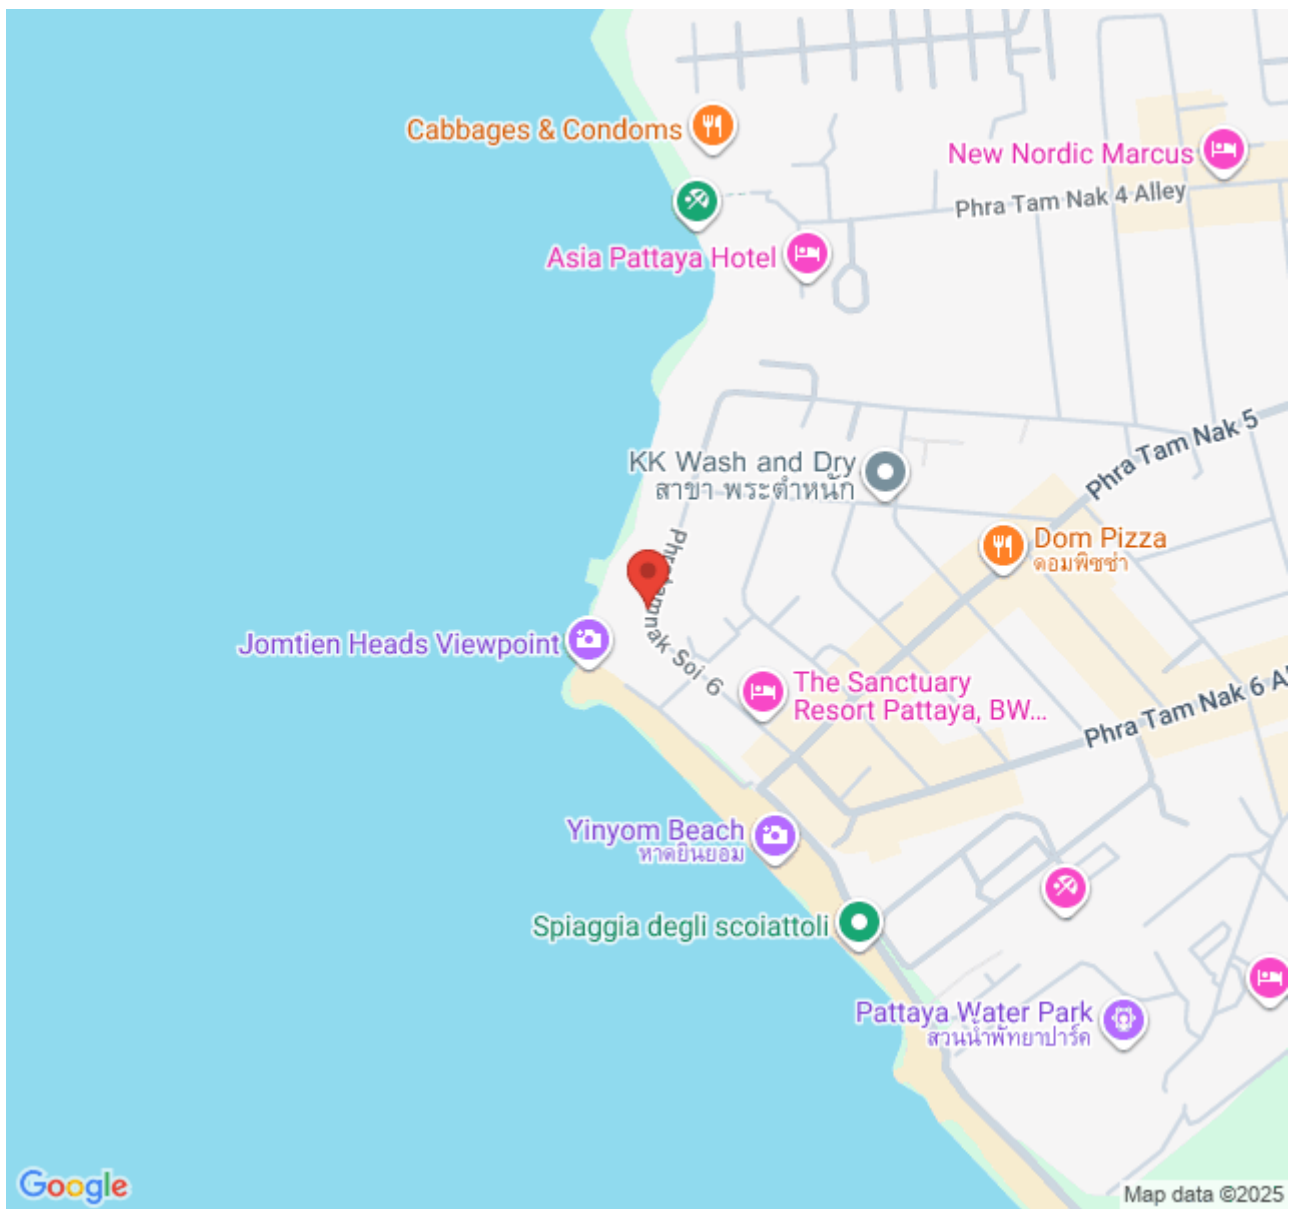 Cabbages & Condoms
New Nordic Marcus
Phra Tam Nak 4 Alley
Asia Pattaya Hotel
Phra Tam Nak 5
KK Wash and Dry
สาขา พระตำหนัก
Dom Pizza
ดอมพิซซ่า
Jomtien Heads Viewpoint
nak Soi 6
The Sanctuary
Resort Pattaya, BW...
Phra Tam Nak 6 Al
Yinyom Beach
หาดยินยอม
Spiaggia degli scoiattoli
Pattaya Water Park
สวนน้ำพัทยาปาร์ค
Google
Map data ©2025